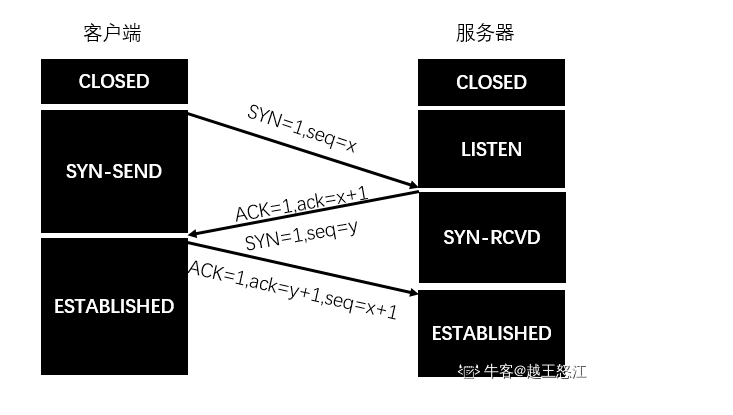 客户端
服务器
CLOSED
CLOSED
SYN=1,seq=x
SYN-SEND
LISTEN
ACK=1,ack=x+1
SYN=1,seq=y
SYN-RCVD
ACK=1,ack=y+1,seq=x+1
ESTABLISHED
ESTABLISHED
牛客@越王怒江